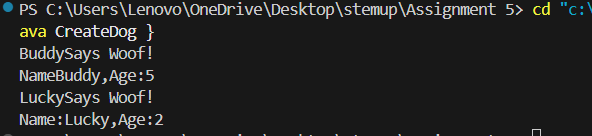 PS C:\Users\Lenovo\OneDrive\Desktop\stemup\Assignment 5> cd "c:\
ava CreateDog }
BuddySays Woof!
NameBuddy,Age:5
LuckySays Woof!
Name:Lucky,Age:2